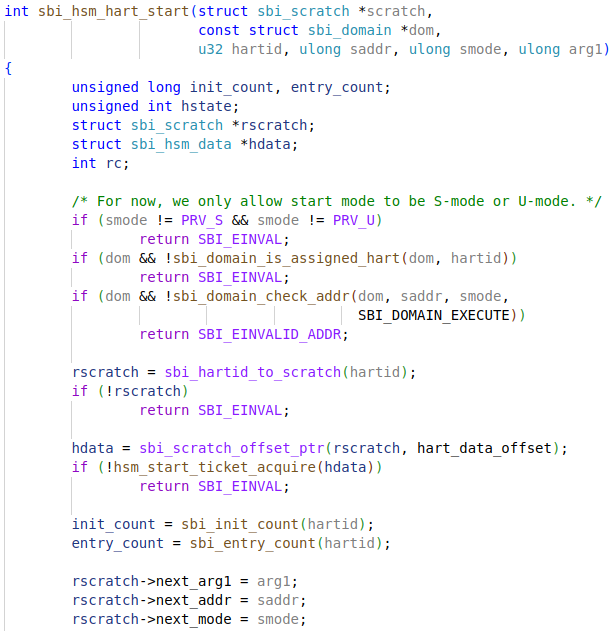 int sbi_hsm_hart_start(struct sbi_scratch *scratch,
                       const struct sbi_domain *dom,
                       u32 hartid, ulong saddr, ulong smode, ulong arg1)
{
        unsigned long init_count, entry_count;
        unsigned int hstate;
        struct sbi_scratch *rscratch;
        struct sbi_hsm_data *hdata;
        int rc;

        /* For now, we only allow start mode to be S-mode or U-mode. */
        if (smode != PRV_S && smode != PRV_U)
                return SBI_EINVAL;
        if (dom && !sbi_domain_is_assigned_hart(dom, hartid))
                return SBI_EINVAL;
        if (dom && !sbi_domain_check_addr(dom, saddr, smode,
                                          SBI_DOMAIN_EXECUTE))
                return SBI_EINVALID_ADDR;

        rscratch = sbi_hartid_to_scratch(hartid);
        if (!rscratch)
                return SBI_EINVAL;

        hdata = sbi_scratch_offset_ptr(rscratch, hart_data_offset);
        if (!hsm_start_ticket_acquire(hdata))
                return SBI_EINVAL;

        init_count = sbi_init_count(hartid);
        entry_count = sbi_entry_count(hartid);

        rscratch->next_arg1 = arg1;
        rscratch->next_addr = saddr;
        rscratch->next_mode = smode;